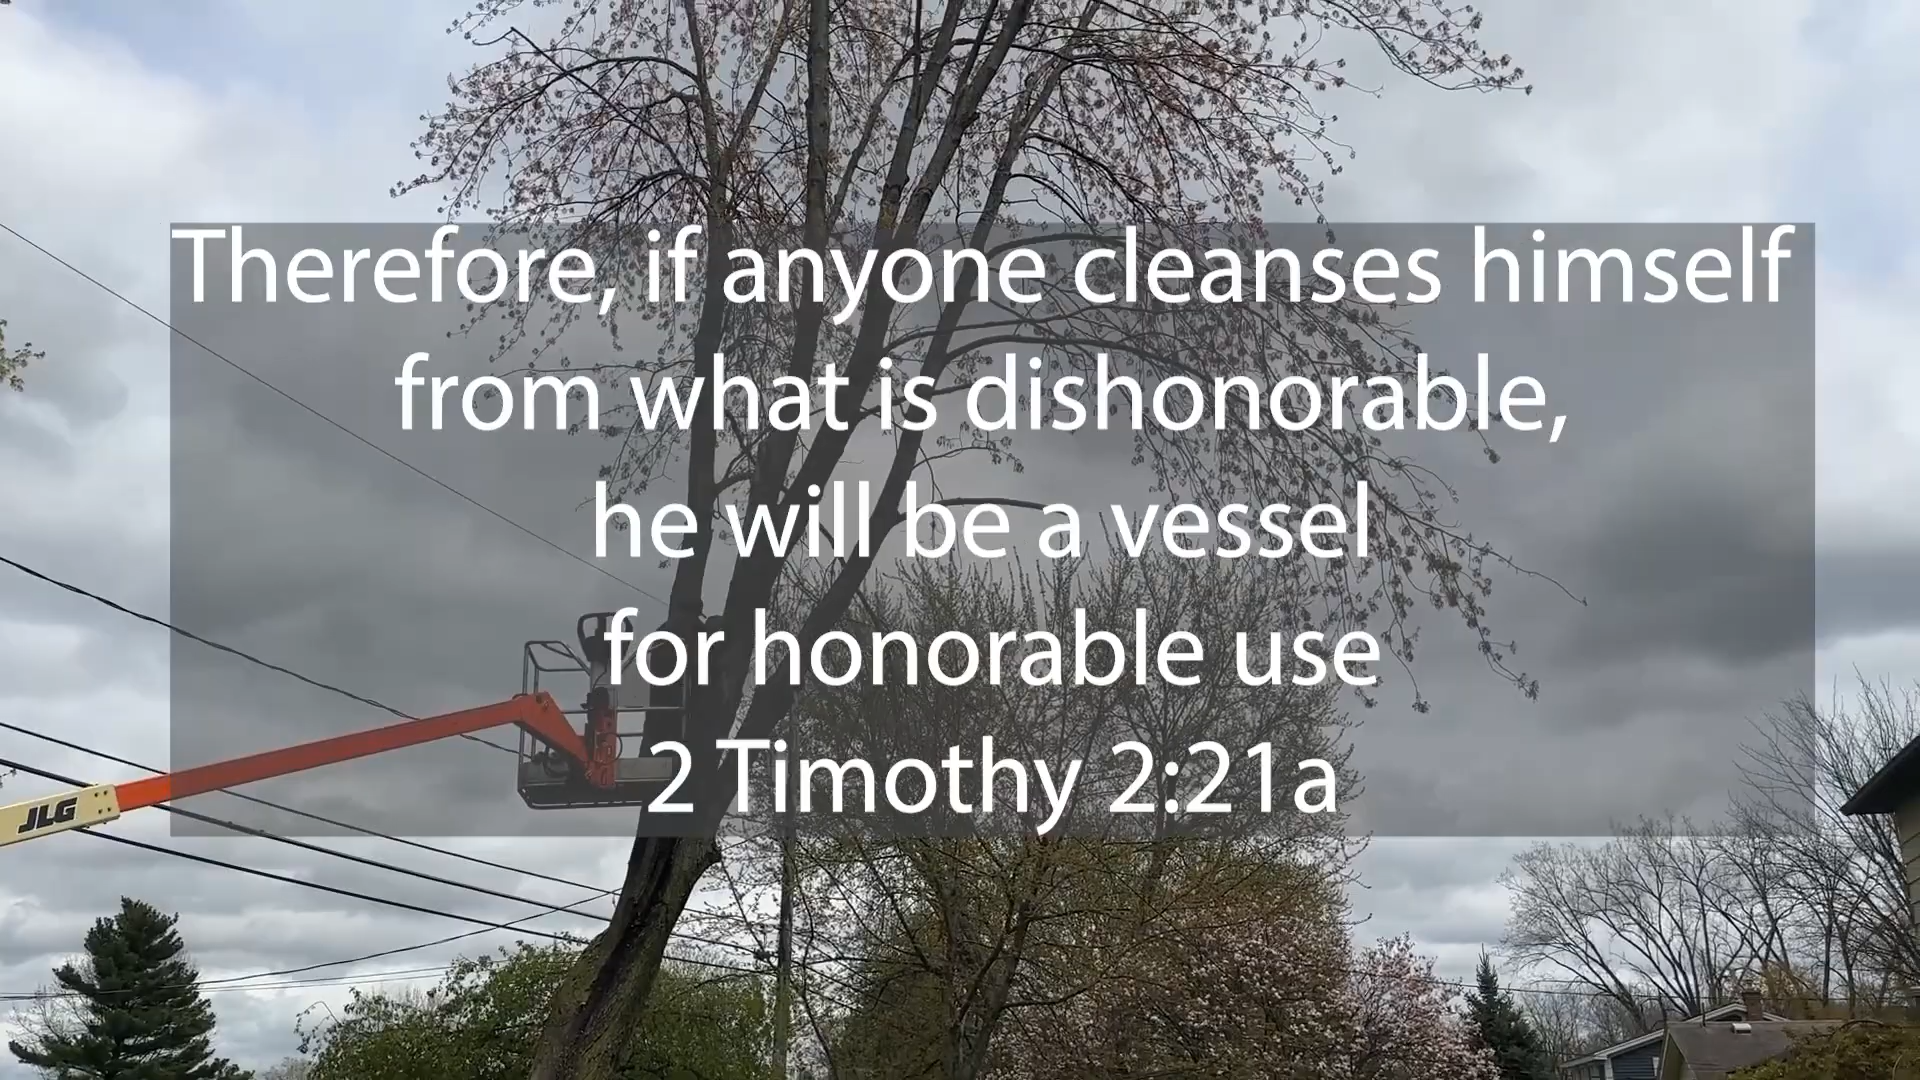 Therefore, if anyone cleanses himself
from what is dishonorable,
he will be a vessel
for honorable use
2 Timothy 2:21a
JLG